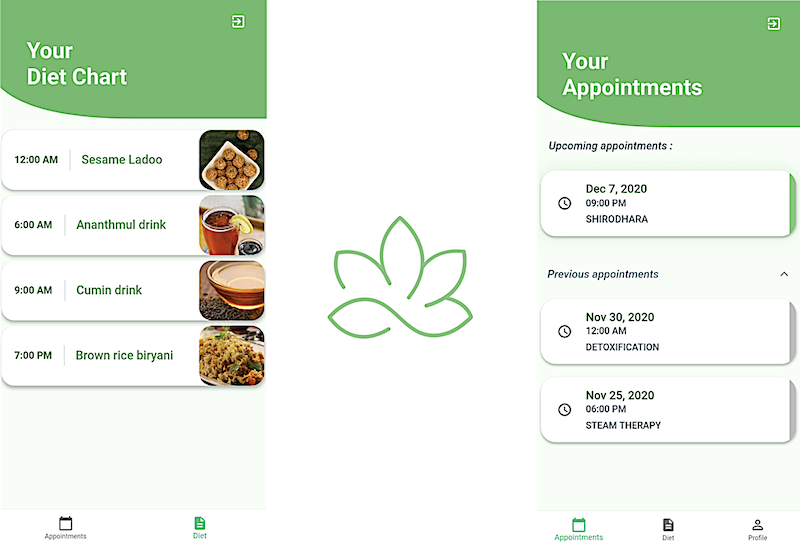 Your
Diet Chart
12:00 AM Sesame Ladoo
6:00 AM Ananthmul drink
9:00 AM Cumin drink
7:00 PM Brown rice biryani
Appointments Diet
Your
Appointments
Upcoming appointments :
Dec 7, 2020
09:00 PM
SHIRODHARA
Previous appointments
Nov 30, 2020
12:00 AM
DETOXIFICATION
Nov 25, 2020
06:00 PM
STEAM THERAPY
Appointments Diet Profile